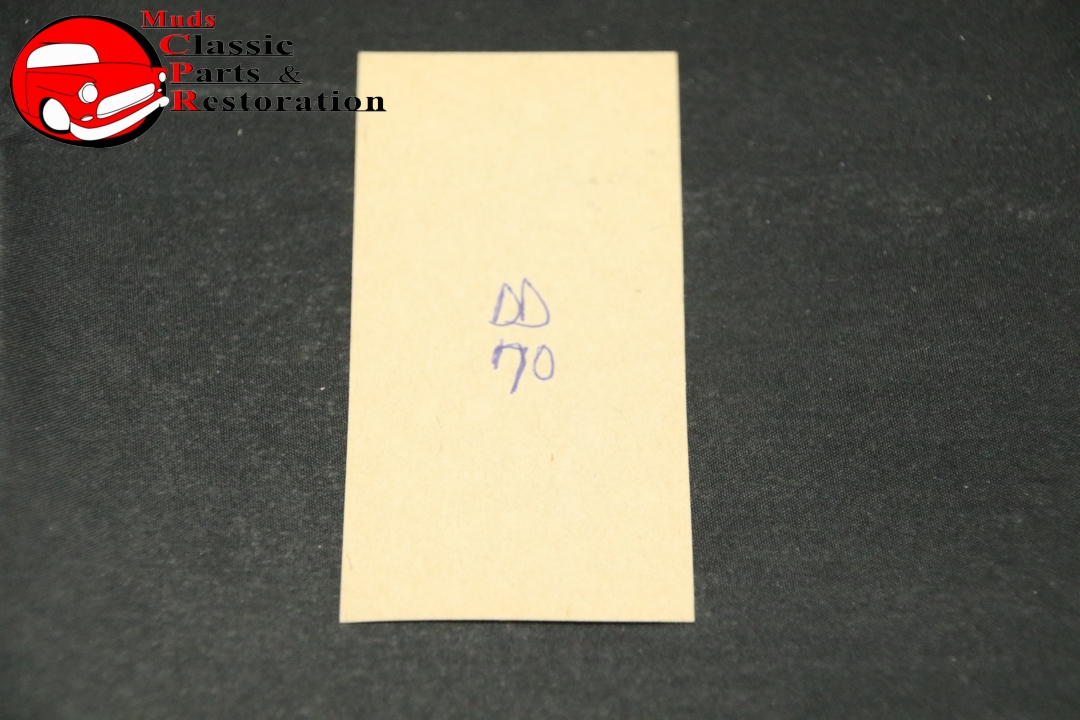 Muds
Classic
Parts &
Restoration
DD
70